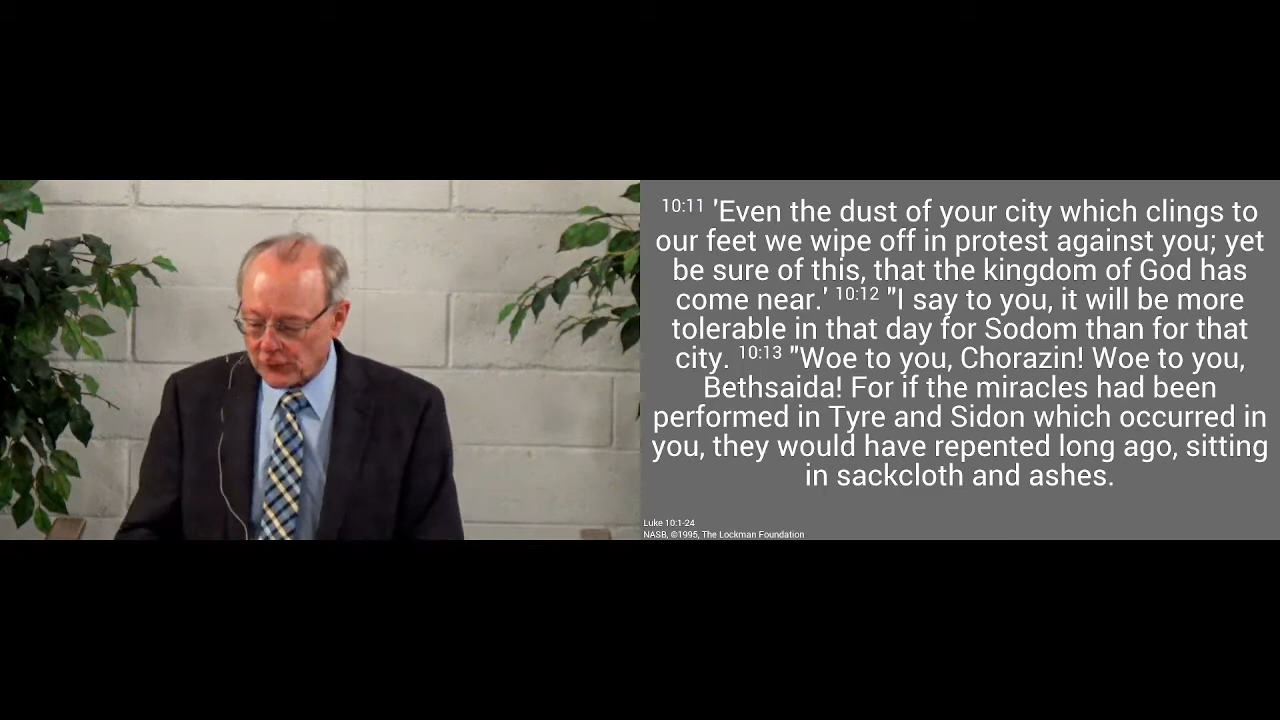 10:11 'Even the dust of your city which clings to
our feet we wipe off in protest against you; yet
be sure of this, that the kingdom of God has
come near.' 10:12 "I say to you, it will be more
tolerable in that day for Sodom than for that
city. 10:13 "Woe to you, Chorazin! Woe to you,
Bethsaida! For if the miracles had been
performed in Tyre and Sidon which occurred in
you, they would have repented long ago, sitting
in sackcloth and ashes.
Luke 10:1-24
NASB, ©1995, The Lockman Foundation